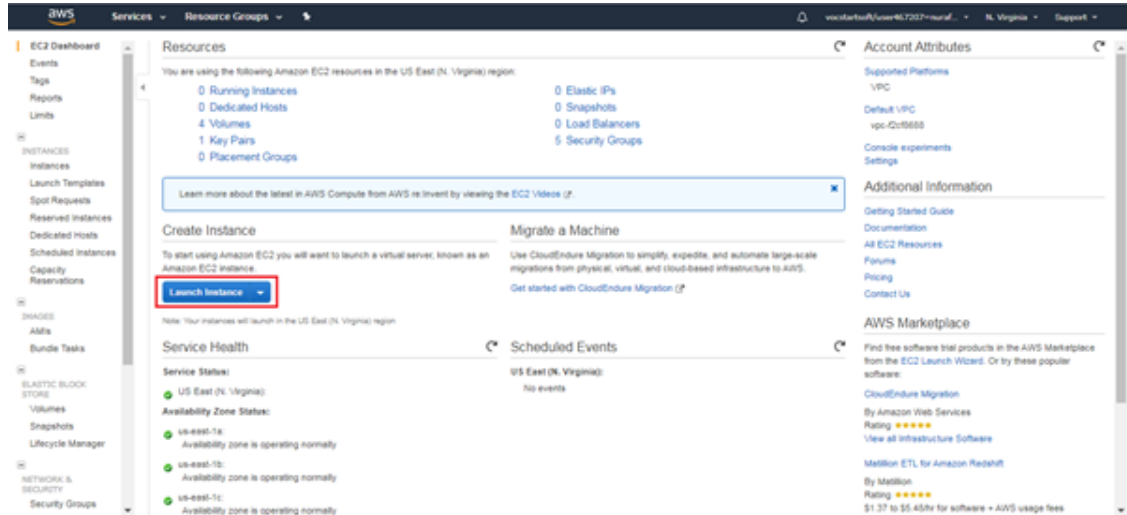 aws Services Resource Groups vocstartsoft/user467207=nuraf... N. Virginia Support
EC2 Dashboard
Events
Tags
Reports
Limits
INSTANCES
Instances
Launch Templates
Spot Requests
Reserved Instances
Dedicated Hosts
Scheduled Instances
Capacity
Reservations
IMAGES
AMIs
Bundle Tasks
ELASTIC BLOCK
STORE
Volumes
Snapshots
Lifecycle Manager
NETWORK &
SECURITY
Security Groups
Resources
You are using the following Amazon EC2 resources in the US East (N. Virginia) region:
0 Running Instances
0 Dedicated Hosts
4 Volumes
1 Key Pairs
0 Placement Groups
0 Elastic IPs
0 Snapshots
0 Load Balancers
5 Security Groups
Learn more about the latest in AWS Compute from AWS re:Invent by viewing the EC2 Videos
Create Instance
To start using Amazon EC2 you will want to launch a virtual server, known as an
Amazon EC2 instance.
Launch Instance
Note: Your instances will launch in the US East (N. Virginia) region
Migrate a Machine
Use CloudEndure Migration to simplify, expedite, and automate large-scale
migrations from physical, virtual, and cloud-based infrastructure to AWS.
Get started with CloudEndure Migration
Service Health
Service Status:
US East (N. Virginia):
Availability Zone Status:
us-east-1a:
Availability zone is operating normally
us-east-1b:
Availability zone is operating normally
us-east-1c:
Availability zone is operating normally
Scheduled Events
US East (N. Virginia):
No events
Account Attributes
Supported Platforms
VPC
Default VPC
Console experiments
Settings
Additional Information
Getting Started Guide
Documentation
All EC2 Resources
Forums
Pricing
Contact Us
AWS Marketplace
Find free software trial products in the AWS Marketplace
from the EC2 Launch Wizard. Or try these popular
software:
CloudEndure Migration
By Amazon Web Services
Rating
View all Infrastructure Software
Matillion ETL for Amazon Redshift
By Matillion
Rating
$1.37 to $5.48/hr for software + AWS usage fees